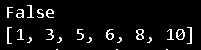 False
[1, 3, 5, 6, 8, 10]